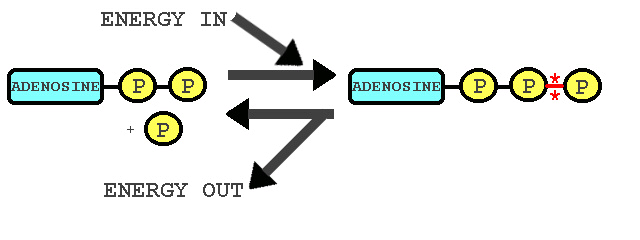 ENERGY IN
ADENOSINE P P
+ P
ADENOSINE P P * * P
ENERGY OUT